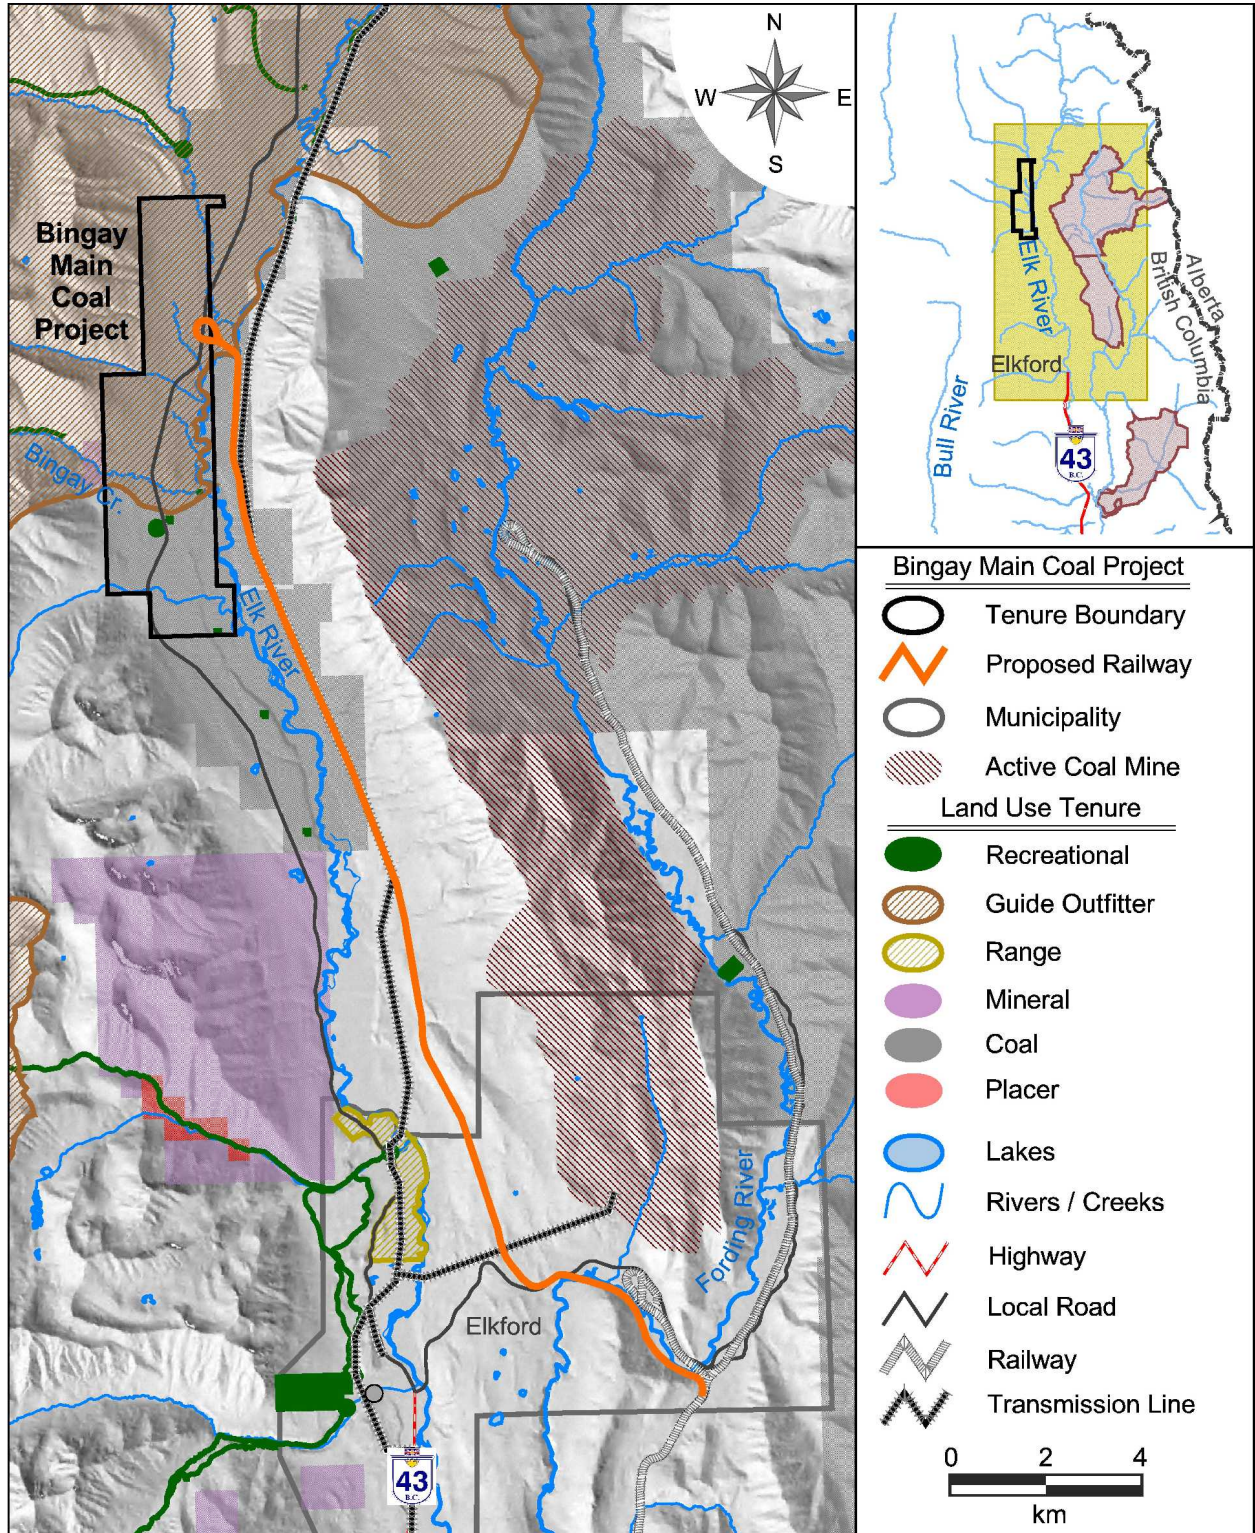 N
W
E
S
Bingay
Main
Coal
Project
Bingay Cr.
Elk River
Fording River
Elkford
43
B.C.
Elk River
Alberta
British Columbia
Elkford
Bull River
43
B.C.
Bingay Main Coal Project
Tenure Boundary
Proposed Railway
Municipality
Active Coal Mine
Land Use Tenure
Recreational
Guide Outfitter
Range
Mineral
Coal
Placer
Lakes
Rivers / Creeks
Highway
Local Road
Railway
Transmission Line
0 2 4
km